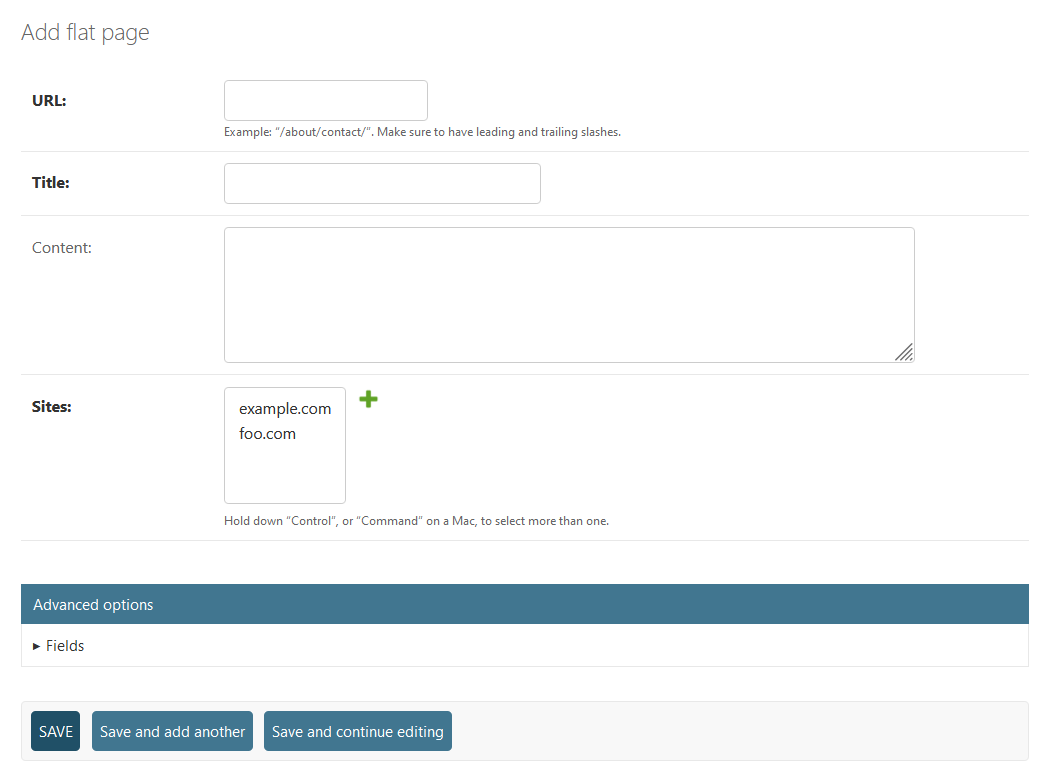 Add flat page
URL:
Example: “/about/contact/”. Make sure to have leading and trailing slashes.
Title:
Content:
Sites:
example.com
foo.com
Hold down “Control”, or “Command” on a Mac, to select more than one.
Advanced options
▸ Fields
SAVE
Save and add another
Save and continue editing